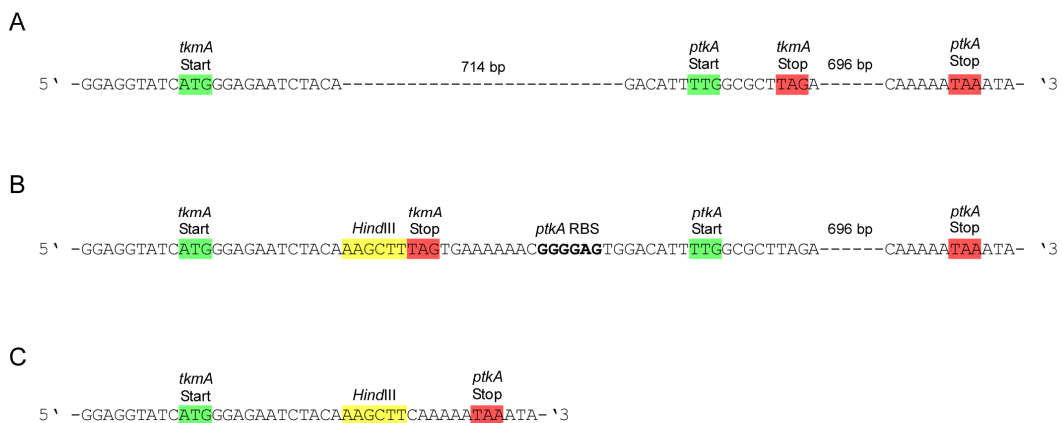 A
tkmA ptkA tkmA ptkA
Start 714 bp Start Stop 696 bp Stop
5 ‛ -GGAGGTATCATGGGAGAATCTACA--------------------------GACATTTTGGCGCTTAGA------CAAAAATAAATA- ‛3
B
tkmA tkmA ptkA ptkA
Start HindIII Stop ptkA RBS Start 696 bp Stop
5 ‛ -GGAGGTATCATGGGAGAATCTACAAAGCTTTAGTGAAAAAACGGGGAGTGGACATTTTGGCGCTTAGA------CAAAAATAAATA- ‛3
C
tkmA ptkA
Start HindIII Stop
5 ‛ -GGAGGTATCATGGGAGAATCTACAAAGCTTCAAAAATAAATA- ‛3